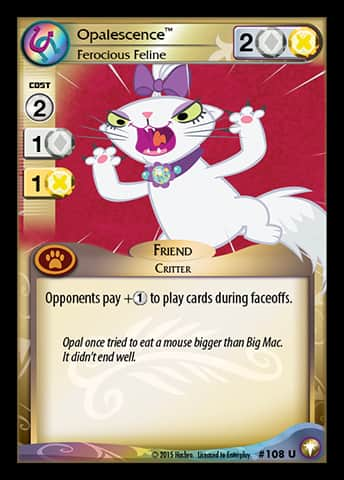 Opalescence™
Ferocious Feline
2
COST
2
1
1
FRIEND
CRITTER
Opponents pay +1 to play cards during faceoffs.
Opal once tried to eat a mouse bigger than Big Mac.
It didn't end well.
© 2015 Hasbro. Licensed to Enterplay. #108 U